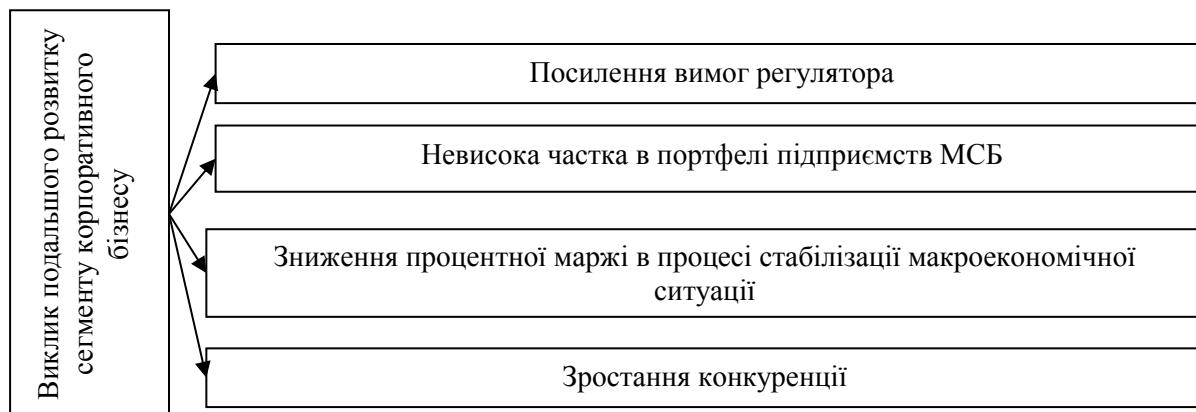 Виклик подальшого розвитку
сегменту корпоративного
бізнесу
Посилення вимог регулятора
Невисока частка в портфелі підприємств МСБ
Зниження процентної маржі в процесі стабілізації макроекономічної
ситуації
Зростання конкуренції